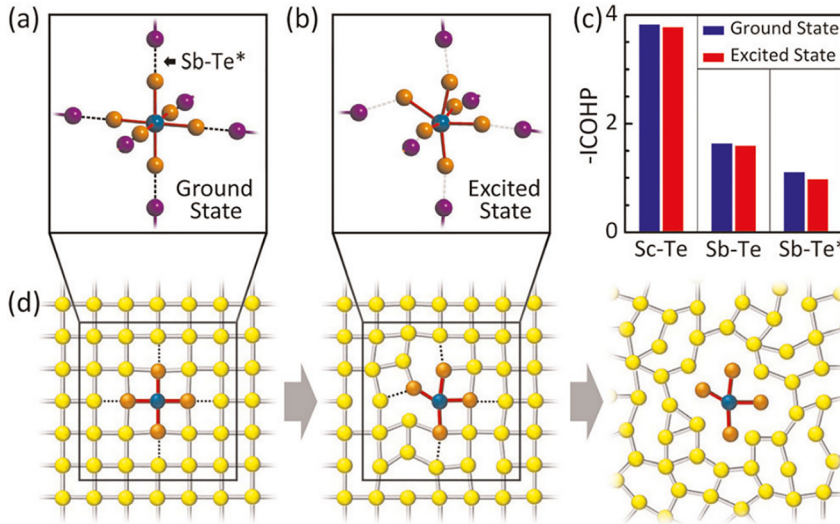 (a)
Sb-Te*
Ground
State
(b)
Excited
State
(c)
Ground State
Excited State
-ICOHP
4
2
0
Sc-Te
Sb-Te
Sb-Te*
(d)